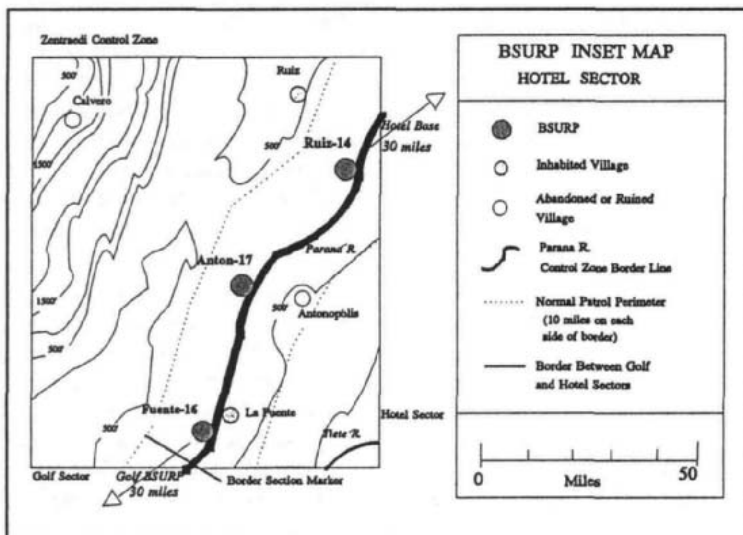 Zentraedi Control Zone
500'
Ruiz
Calvero
500'
Hotel Base
30 miles
Ruiz-14
1500'
500'
Parana R.
Anton-17
500'
Antonopolis
1500'
500'
Fuente-16
La Fuente
500'
Hotel Sector
Tiete R.
Golf Sector
Golf BSURP
30 miles
Border Section Marker
BSURP INSET MAP
HOTEL SECTOR
BSURP
Inhabited Village
Abandoned or Ruined
Village
Parana R.
Control Zone Border Line
Normal Patrol Perimeter
(10 miles on each
side of border)
Border Between Golf
and Hotel Sectors
0 Miles 50